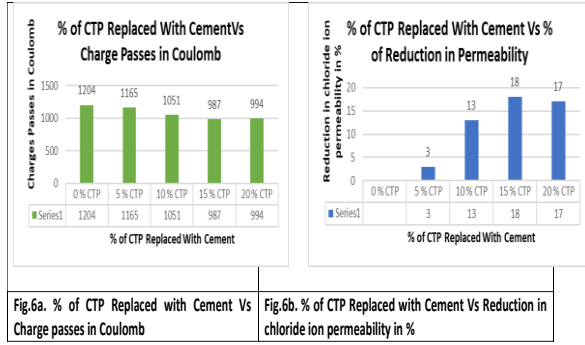 % of CTP Replaced With CementVs
Charge Passes in Coulomb
Charges Passes in Coulomb
1500
1000
500
0
1204
1165
1051
987
994
0 % CTP 5 % CTP 10 % CTP 15 % CTP 20 % CTP
Series1 1204 1165 1051 987 994
% of CTP Replaced With Cement
% of CTP Replaced With Cement Vs %
of Reduction in Permeability
Reduction in chloride ion
permeability in %
20
15
10
5
0
3
13
18
17
0 % CTP 5 % CTP 10 % CTP 15 % CTP 20 % CTP
Series1 3 13 18 17
% of CTP Replaced With Cement
Fig.6a. % of CTP Replaced with Cement Vs
Charge passes in Coulomb
Fig.6b. % of CTP Replaced with Cement Vs Reduction in
chloride ion permeability in %